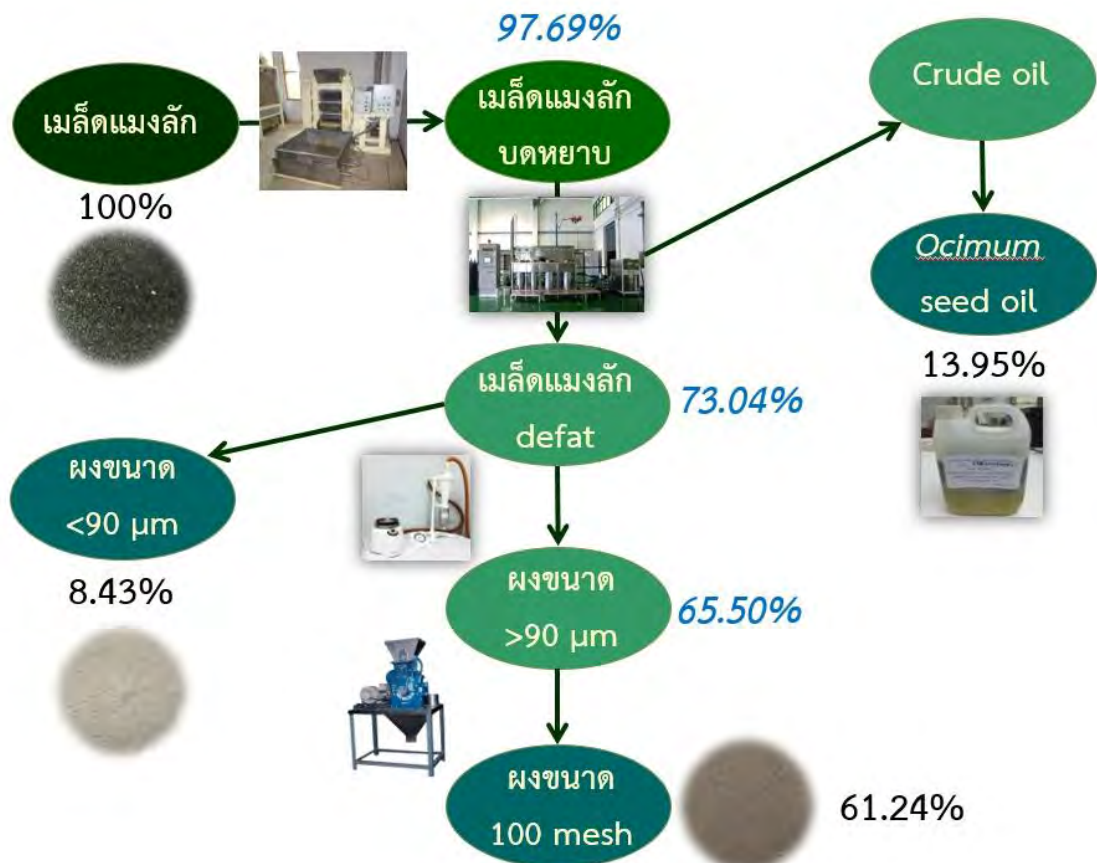 97.69%
เมล็ดแมงลัก
100%
เมล็ดแมงลัก
บดหยาบ
Crude oil
Ocimum
seed oil
13.95%
เมล็ดแมงลัก
defat
73.04%
ผงขนาด
<90 µm
8.43%
ผงขนาด
>90 µm
65.50%
ผงขนาด
100 mesh
61.24%